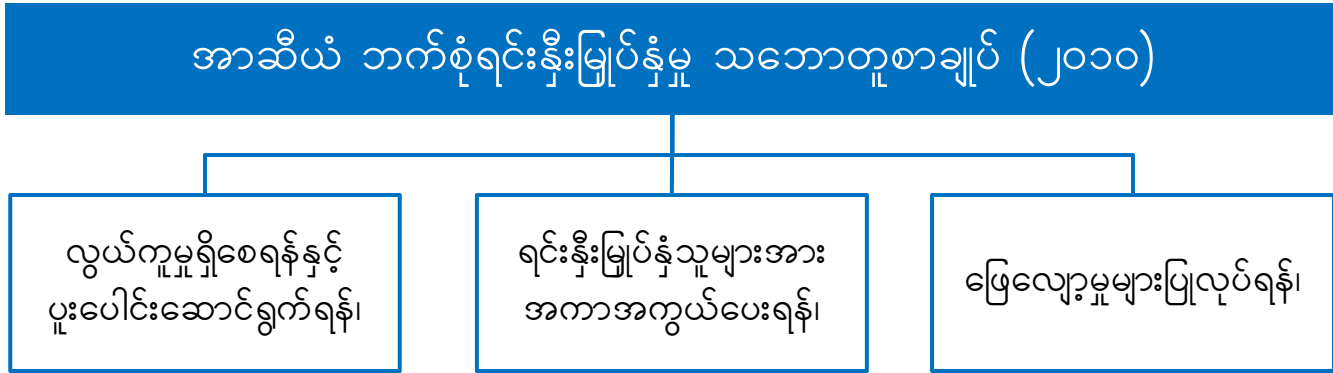 အာဆီယံ ဘက်စုံရင်းနှီးမြှုပ်နှံမှု သဘောတူစာချုပ် (၂၀၁၀)
လွယ်ကူမှုရှိစေရန်နှင့်
ပူးပေါင်းဆောင်ရွက်ရန်၊
ရင်းနှီးမြှုပ်နှံသူများအား
အကာအကွယ်ပေးရန်၊
ဖြေလျော့မှုများပြုလုပ်ရန်၊